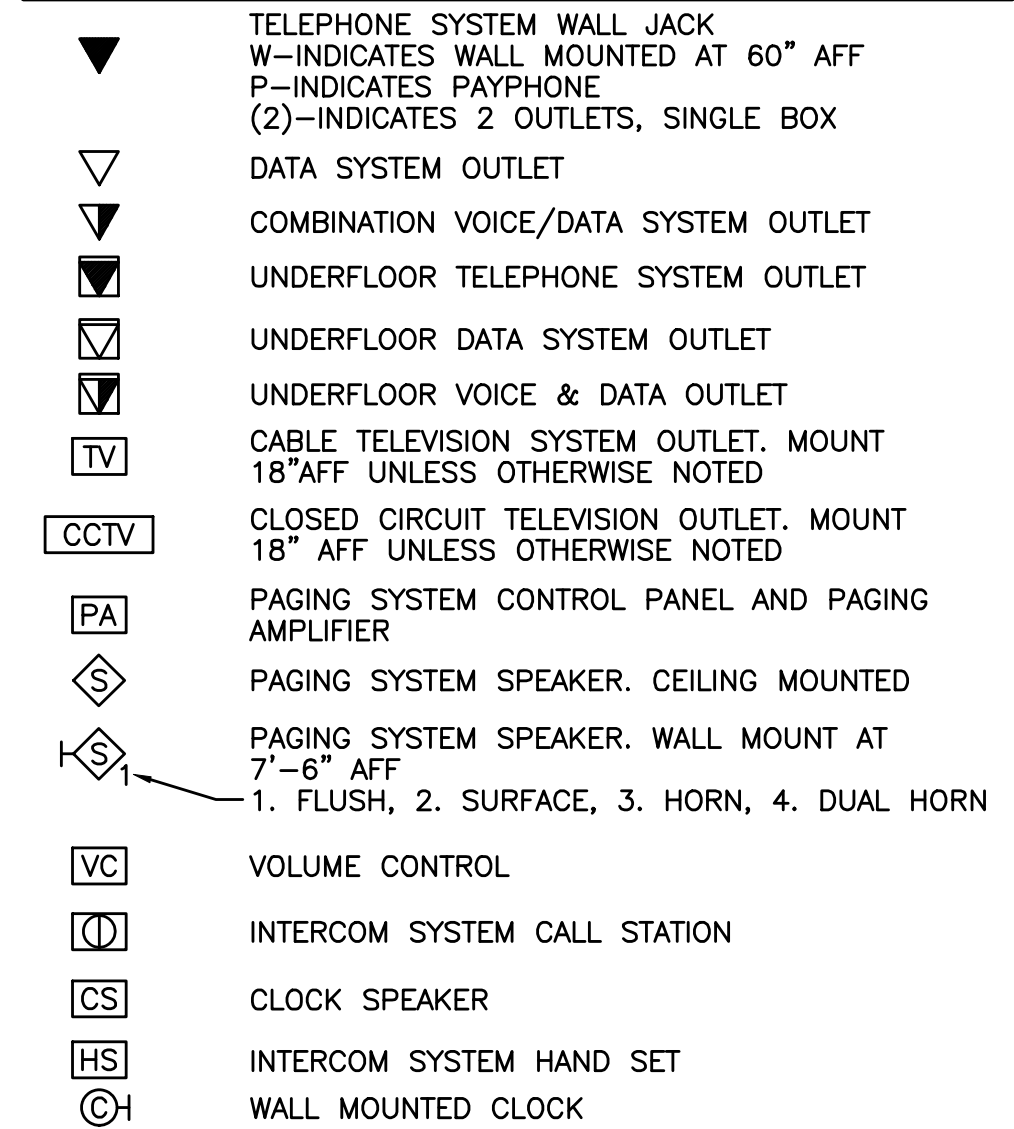 TELEPHONE SYSTEM WALL JACK
W-INDICATES WALL MOUNTED AT 60" AFF
P-INDICATES PAYPHONE
(2)-INDICATES 2 OUTLETS, SINGLE BOX
DATA SYSTEM OUTLET
COMBINATION VOICE/DATA SYSTEM OUTLET
UNDERFLOOR TELEPHONE SYSTEM OUTLET
UNDERFLOOR DATA SYSTEM OUTLET
UNDERFLOOR VOICE & DATA OUTLET
TV CABLE TELEVISION SYSTEM OUTLET. MOUNT
18"AFF UNLESS OTHERWISE NOTED
CCTV CLOSED CIRCUIT TELEVISION OUTLET. MOUNT
18" AFF UNLESS OTHERWISE NOTED
PA PAGING SYSTEM CONTROL PANEL AND PAGING
AMPLIFIER
S PAGING SYSTEM SPEAKER. CEILING MOUNTED
S 1 PAGING SYSTEM SPEAKER. WALL MOUNT AT
7'-6" AFF
1. FLUSH, 2. SURFACE, 3. HORN, 4. DUAL HORN
VC VOLUME CONTROL
INTERCOM SYSTEM CALL STATION
CS CLOCK SPEAKER
HS INTERCOM SYSTEM HAND SET
C WALL MOUNTED CLOCK